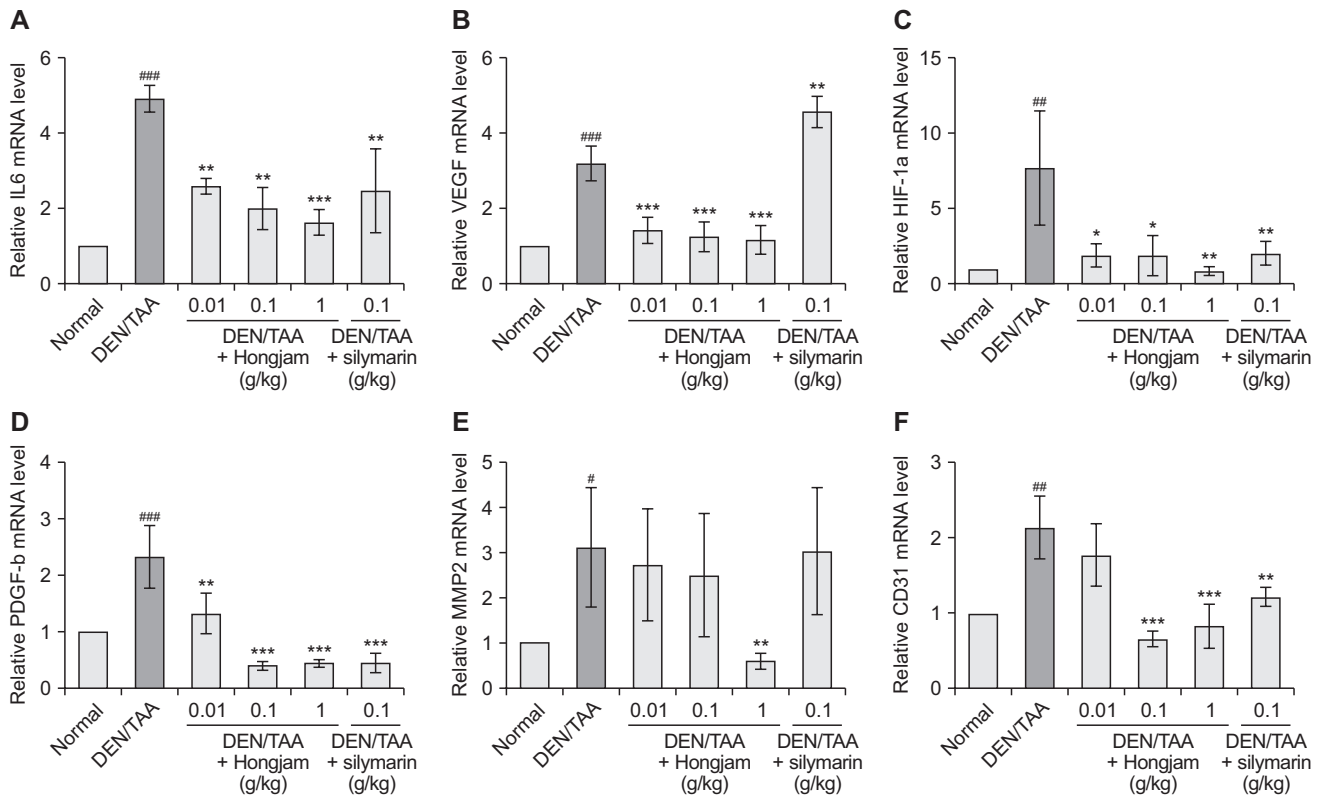 A
Relative IL6 mRNA level
6
4
2
0
###
**
**
***
**
Normal
DEN/TAA
0.01 0.1 1
0.1
DEN/TAA
+ Hongjam
(g/kg)
DEN/TAA
+ silymarin
(g/kg)
B
Relative VEGF mRNA level
6
4
2
0
###
***
***
***
**
Normal
DEN/TAA
0.01 0.1 1
0.1
DEN/TAA
+ Hongjam
(g/kg)
DEN/TAA
+ silymarin
(g/kg)
C
Relative HIF-1a mRNA level
15
10
5
0
##
*
*
**
**
Normal
DEN/TAA
0.01 0.1 1
0.1
DEN/TAA
+ Hongjam
(g/kg)
DEN/TAA
+ silymarin
(g/kg)
D
Relative PDGF-b mRNA level
4
3
2
1
0
###
**
***
***
***
Normal
DEN/TAA
0.01 0.1 1
0.1
DEN/TAA
+ Hongjam
(g/kg)
DEN/TAA
+ silymarin
(g/kg)
E
Relative MMP2 mRNA level
5
4
3
2
1
0
#
**
Normal
DEN/TAA
0.01 0.1 1
0.1
DEN/TAA
+ Hongjam
(g/kg)
DEN/TAA
+ silymarin
(g/kg)
F
Relative CD31 mRNA level
3
2
1
0
##
***
***
**
Normal
DEN/TAA
0.01 0.1 1
0.1
DEN/TAA
+ Hongjam
(g/kg)
DEN/TAA
+ silymarin
(g/kg)